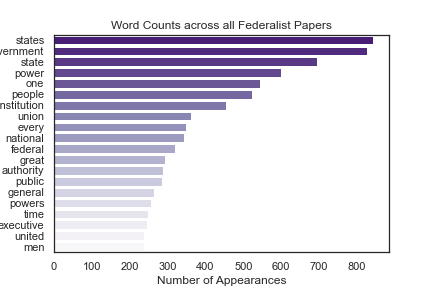 Word Counts across all Federalist Papers
states
vernment
state
power
one
people
nstitution
union
every
national
federal
great
authority
public
general
powers
time
executive
united
men
0 100 200 300 400 500 600 700 800
Number of Appearances